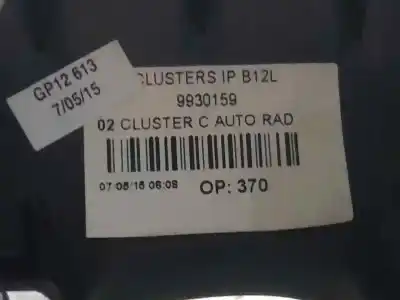 GP12 613
7/05/15
CLUSTERS IP B12L
9930159
02 CLUSTER C AUTO RAD
07/05/15 06:08
OP: 370